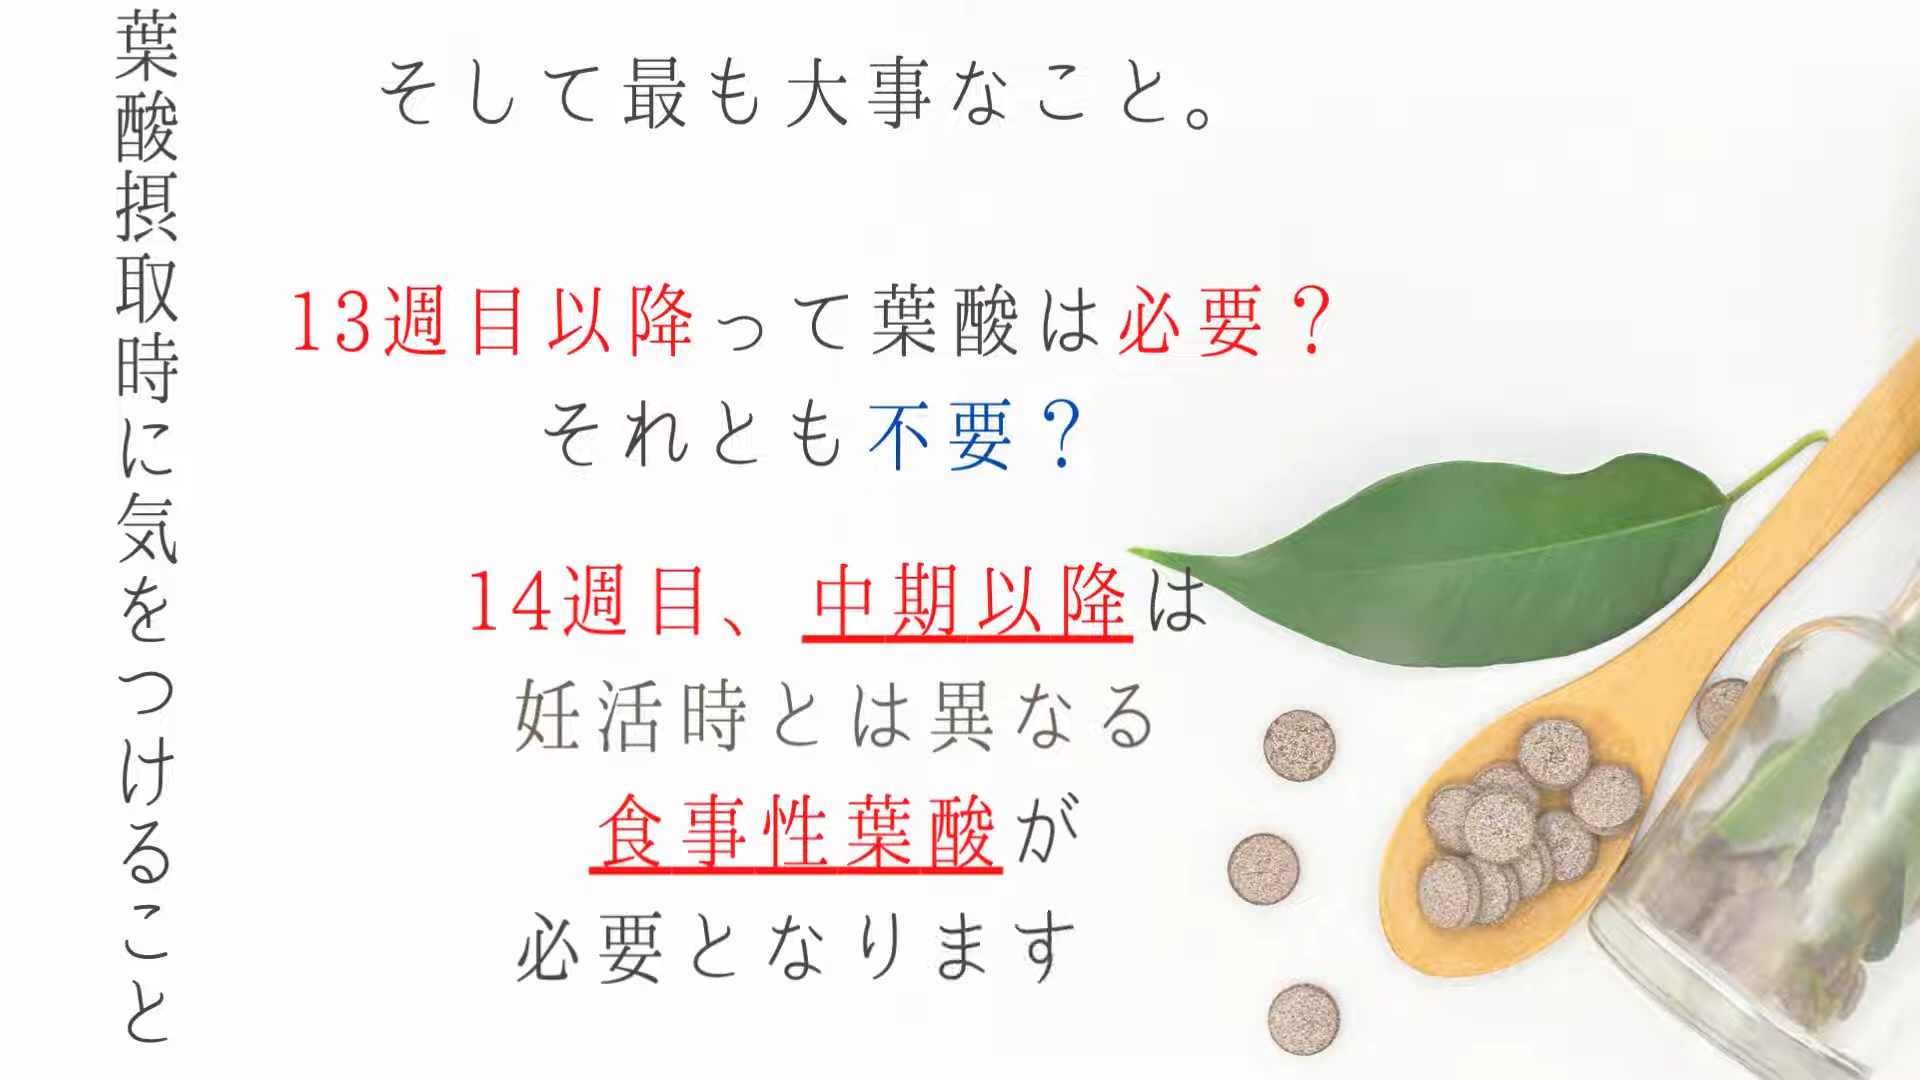 葉酸摂取時に気をつけること
そして最も大事なこと。
13週目以降って葉酸は必要？
それとも不要？
14週目、中期以降は
妊活時とは異なる
食事性葉酸が
必要となります